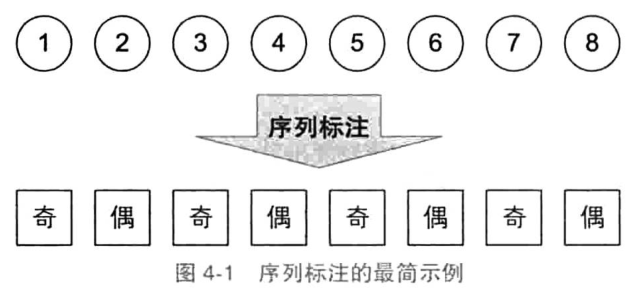 1 2 3 4 5 6 7 8
序列标注
奇 偶 奇 偶 奇 偶 奇 偶
图 4-1 序列标注的最简示例